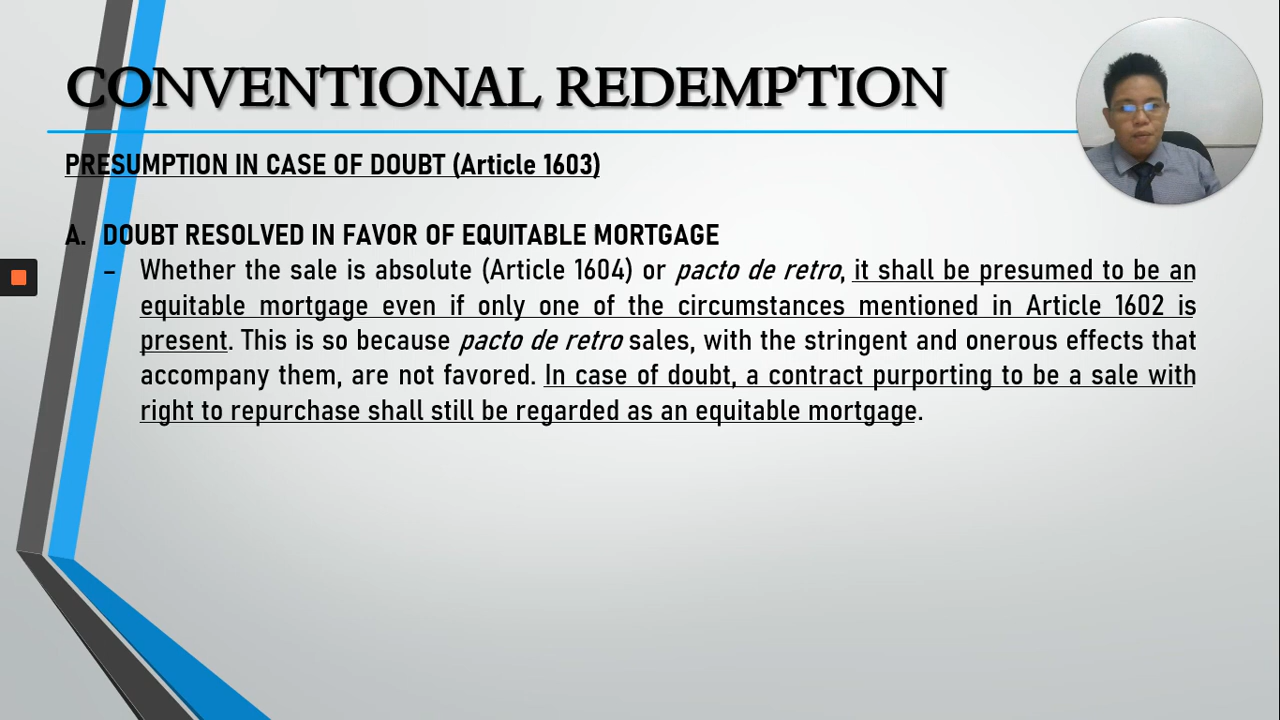 CONVENTIONAL REDEMPTION
PRESUMPTION IN CASE OF DOUBT (Article 1603)
A. DOUBT RESOLVED IN FAVOR OF EQUITABLE MORTGAGE
– Whether the sale is absolute (Article 1604) or pacto de retro, it shall be presumed to be an
equitable mortgage even if only one of the circumstances mentioned in Article 1602 is
present. This is so because pacto de retro sales, with the stringent and onerous effects that
accompany them, are not favored. In case of doubt, a contract purporting to be a sale with
right to repurchase shall still be regarded as an equitable mortgage.